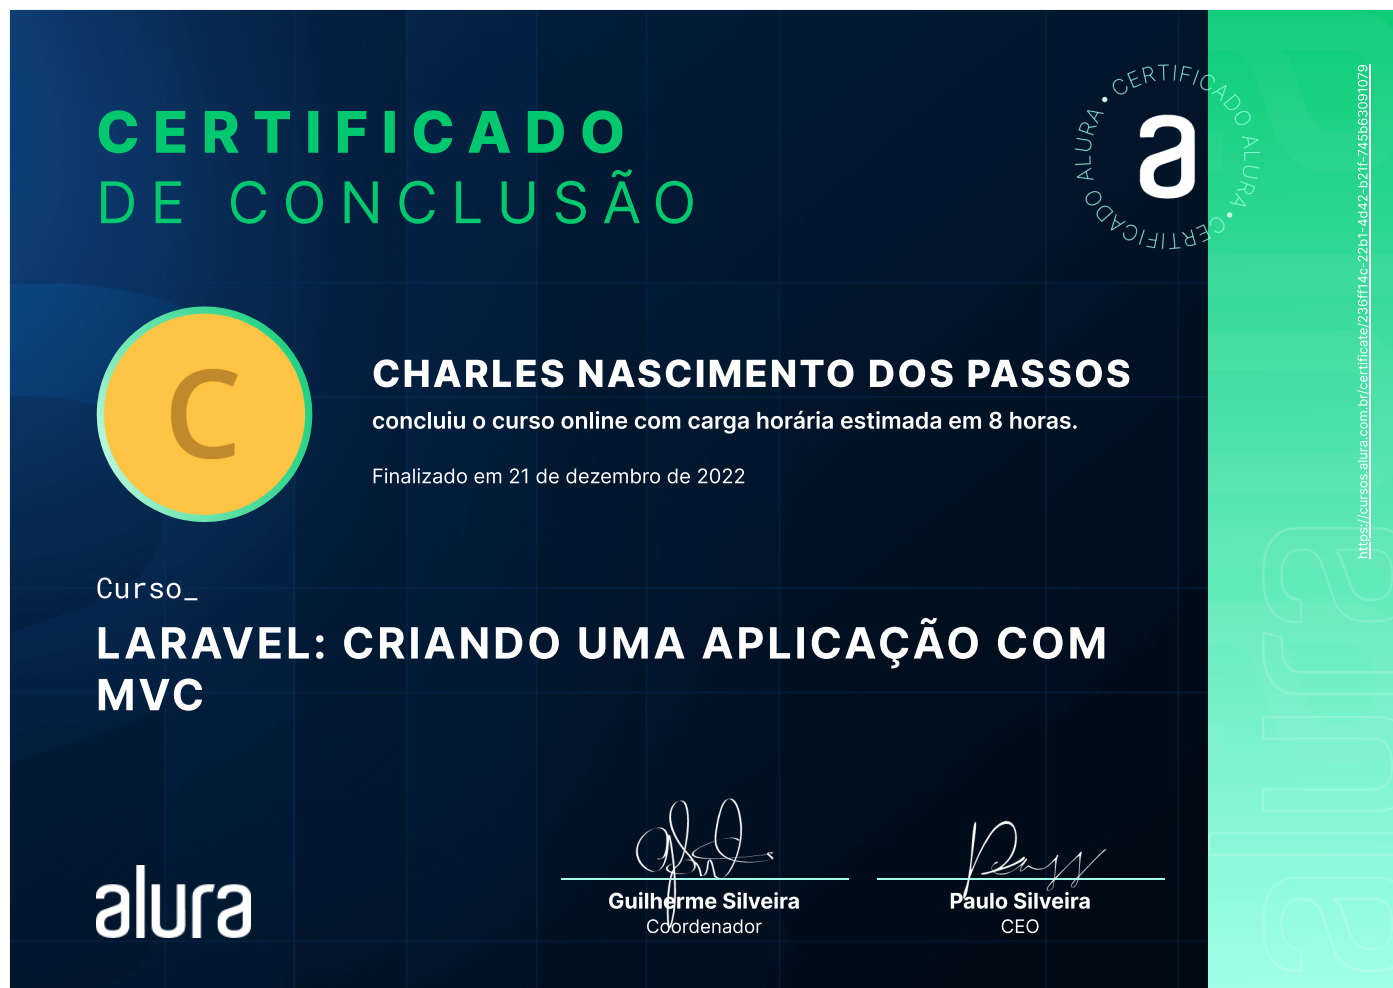 CERTIFICADO
DE CONCLUSÃO
CERTIFICADO ALURA • CERTIFICADO ALURA •
a
https://cursos.alura.com.br/certificate/236ff14c-22b1-4d42-b21f-745b63091079
C
CHARLES NASCIMENTO DOS PASSOS
concluiu o curso online com carga horária estimada em 8 horas.
Finalizado em 21 de dezembro de 2022
Curso_
LARAVEL: CRIANDO UMA APLICAÇÃO COM
MVC
alura
Guilherme Silveira
Coordenador
Paulo Silveira
CEO
alura